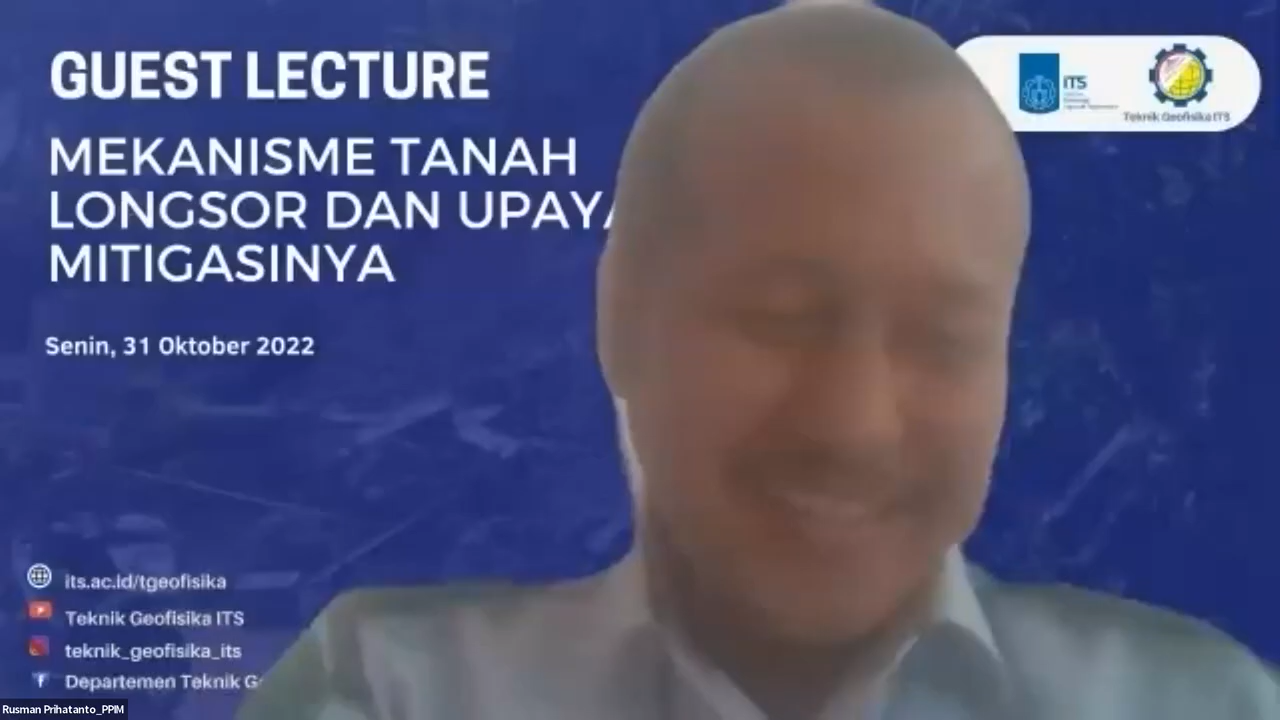 GUEST LECTURE
MEKANISME TANAH
LONGSOR DAN UPAYA
MITIGASINYA
Senin, 31 Oktober 2022
ITS
Teknik Geofisika ITS
its.ac.id/tgeofisika
Teknik Geofisika ITS
teknik_geofisika_its
Departemen Teknik G
Rusman Prihatanto_PPIM